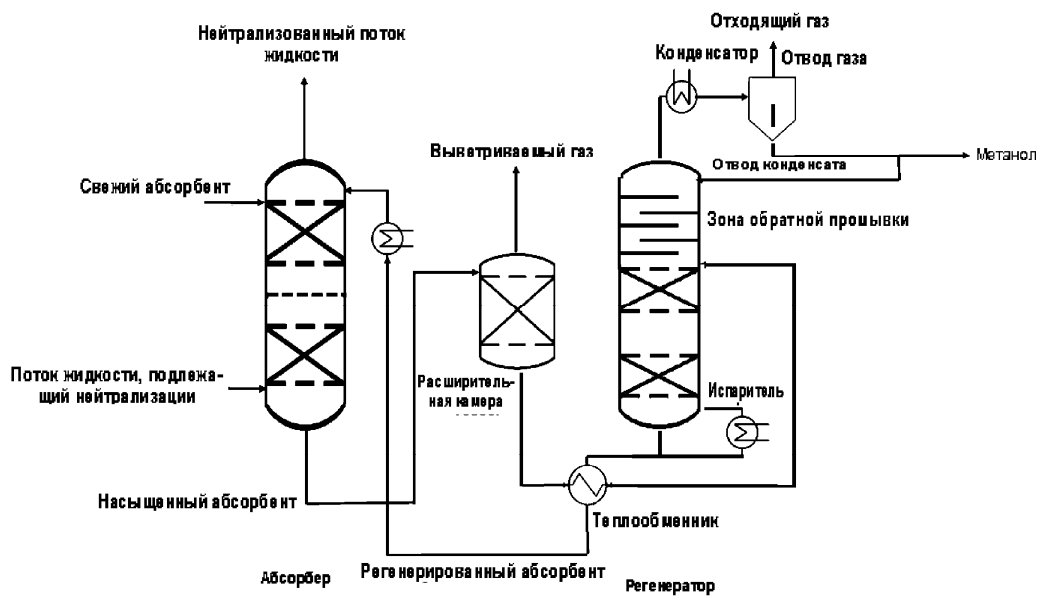 Отходящий газ
Нейтрализованный поток
жидкости
Конденсатор
Отвод газа
Выветриваемый газ
Метанол
Отвод конденсата
Свежий абсорбент
Зона обратной промывки
Поток жидкости, подлежа-
щий нейтрализации
Расширитель-
ная камера
Испаритель
Насыщенный абсорбент
Теплообменник
Регенерированный абсорбент
Абсорбер
Регенератор